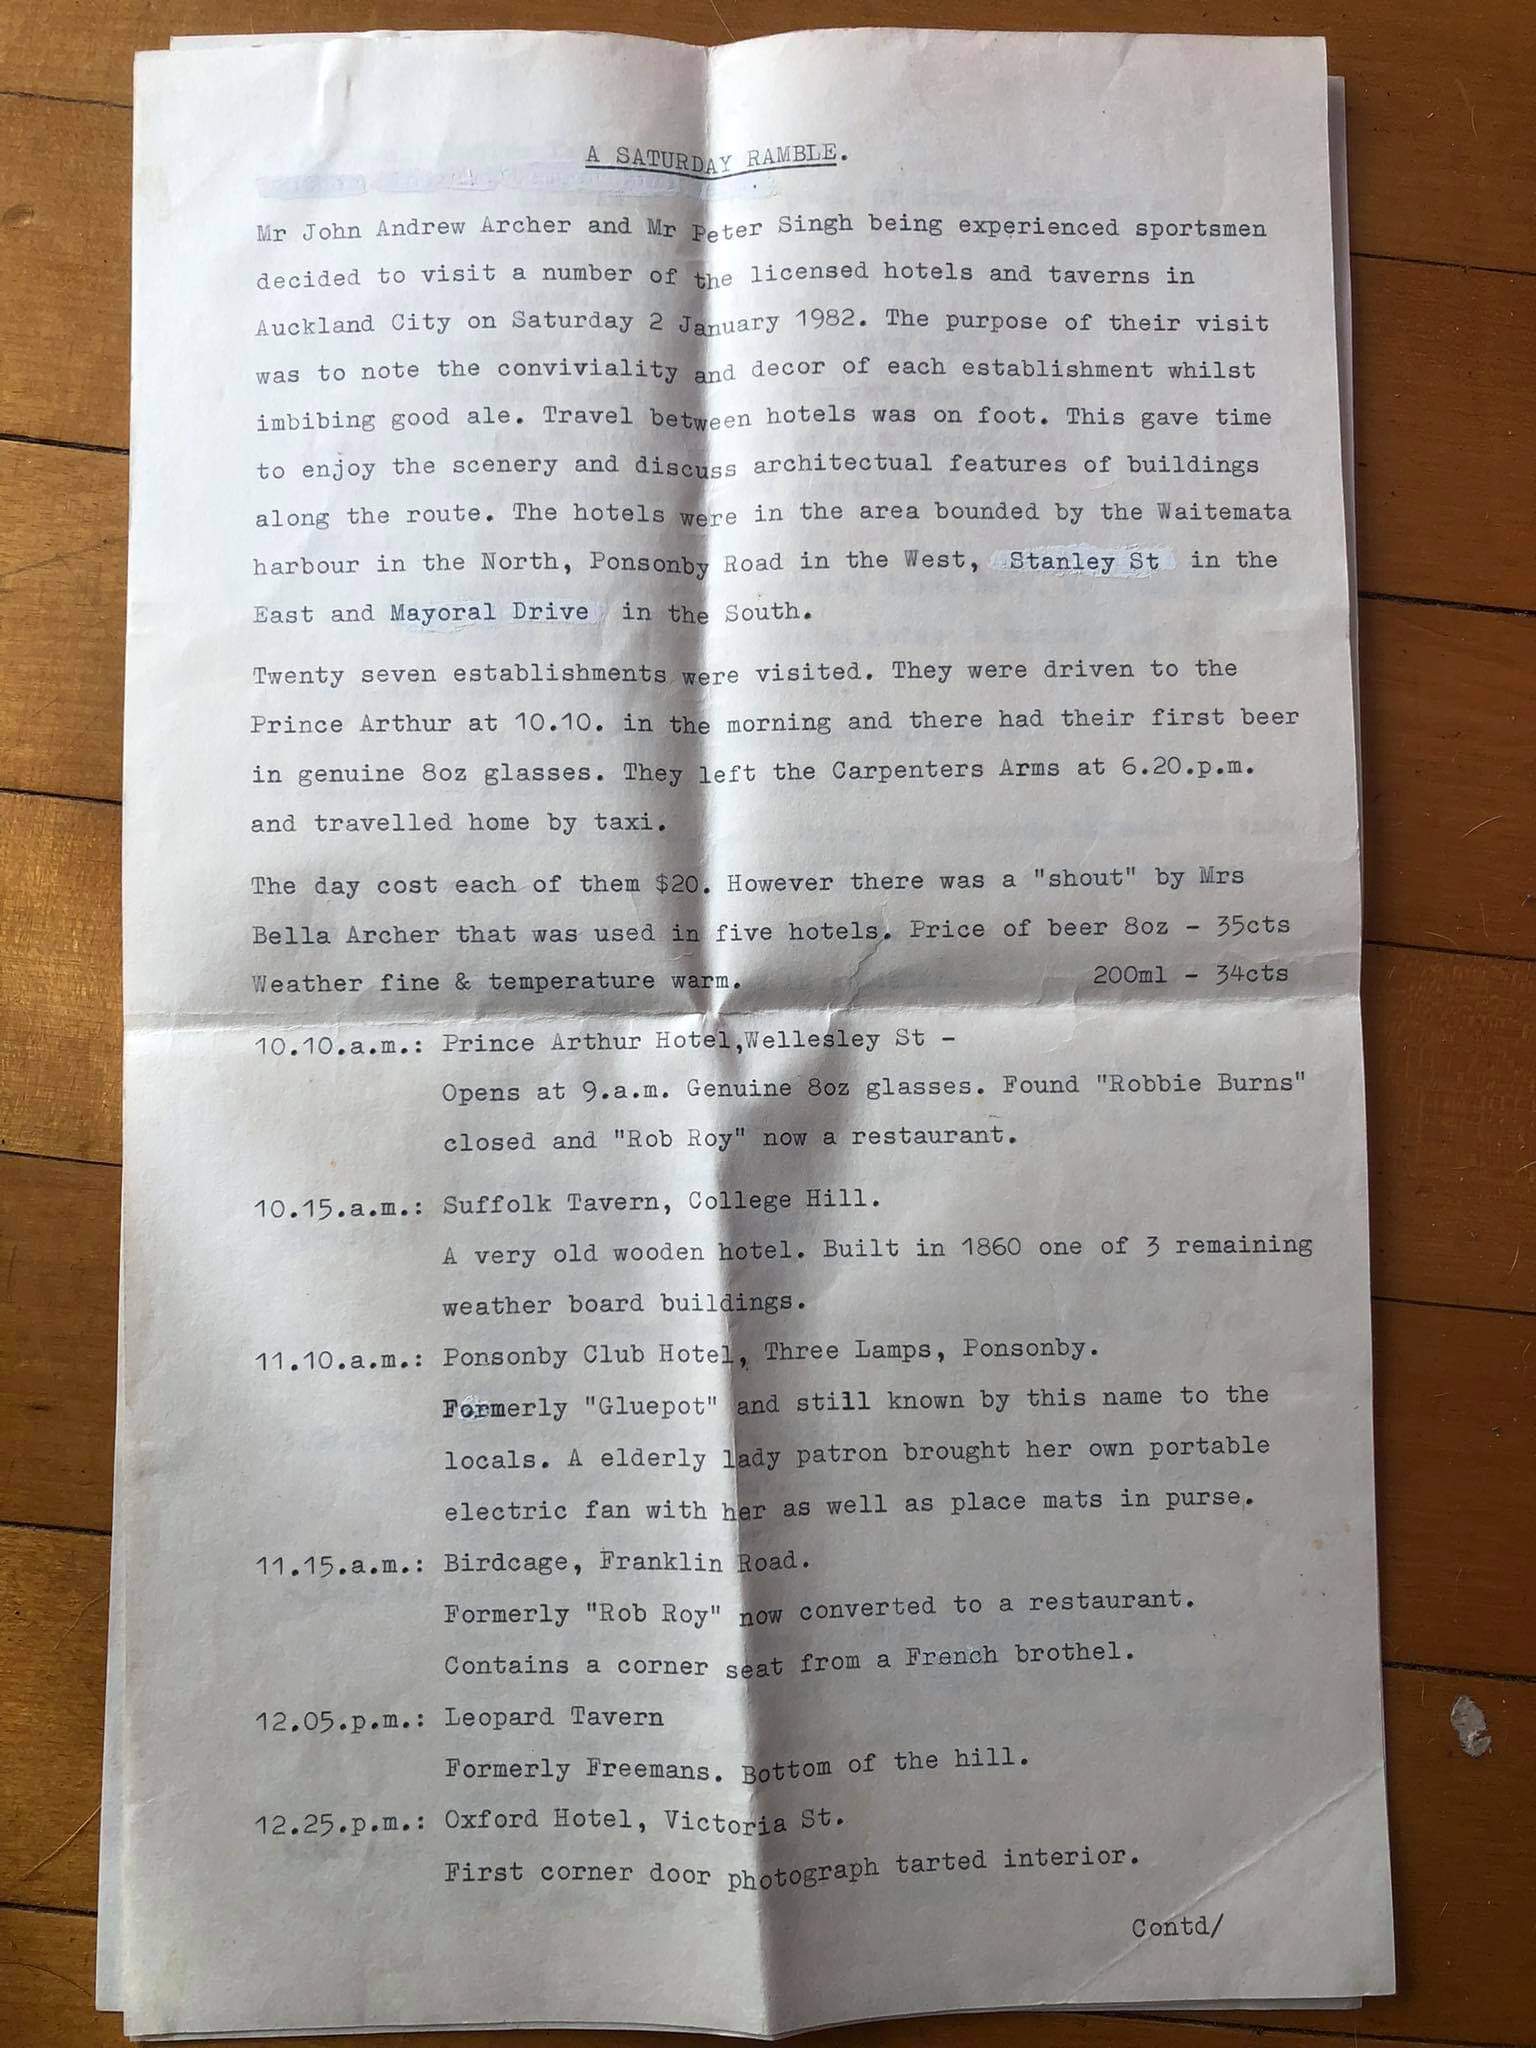 A SATURDAY RAMBLE.
Mr John Andrew Archer and Mr Peter Singh being experienced sportsmen
decided to visit a number of the licensed hotels and taverns in
Auckland City on Saturday 2 January 1982. The purpose of their visit
was to note the conviviality and decor of each establishment whilst
imbibing good ale. Travel between hotels was on foot. This gave time
to enjoy the scenery and discuss architectual features of buildings
along the route. The hotels were in the area bounded by the Waitemata
harbour in the North, Ponsonby Road in the West, Stanley St in the
East and Mayoral Drive in the South.
Twenty seven establishments were visited. They were driven to the
Prince Arthur at 10.10. in the morning and there had their first beer
in genuine 8oz glasses. They left the Carpenters Arms at 6.20.p.m.
and travelled home by taxi.
The day cost each of them $20. However there was a "shout" by Mrs
Bella Archer that was used in five hotels. Price of beer 8oz - 35cts
Weather fine & temperature warm. 200ml - 34cts
10.10.a.m.: Prince Arthur Hotel,Wellesley St -
Opens at 9.a.m. Genuine 8oz glasses. Found "Robbie Burns"
closed and "Rob Roy" now a restaurant.
10.15.a.m.: Suffolk Tavern, College Hill.
A very old wooden hotel. Built in 1860 one of 3 remaining
weather board buildings.
11.10.a.m.: Ponsonby Club Hotel, Three Lamps, Ponsonby.
Formerly "Gluepot" and still known by this name to the
locals. A elderly lady patron brought her own portable
electric fan with her as well as place mats in purse.
11.15.a.m.: Birdcage, Franklin Road.
Formerly "Rob Roy" now converted to a restaurant.
Contains a corner seat from a French brothel.
12.05.p.m.: Leopard Tavern
Formerly Freemans. Bottom of the hill.
12.25.p.m.: Oxford Hotel, Victoria St.
First corner door photograph tarted interior.
Contd/